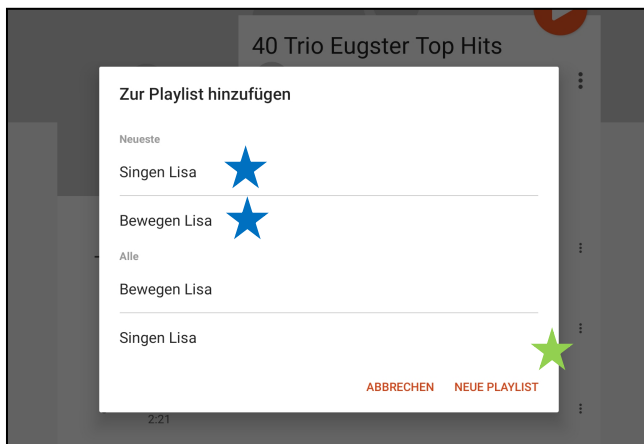 40 Trio Eugster Top Hits
Zur Playlist hinzufügen
Neueste
Singen Lisa
Bewegen Lisa
Alle
Bewegen Lisa
Singen Lisa
ABBRECHEN NEUE PLAYLIST
2:21